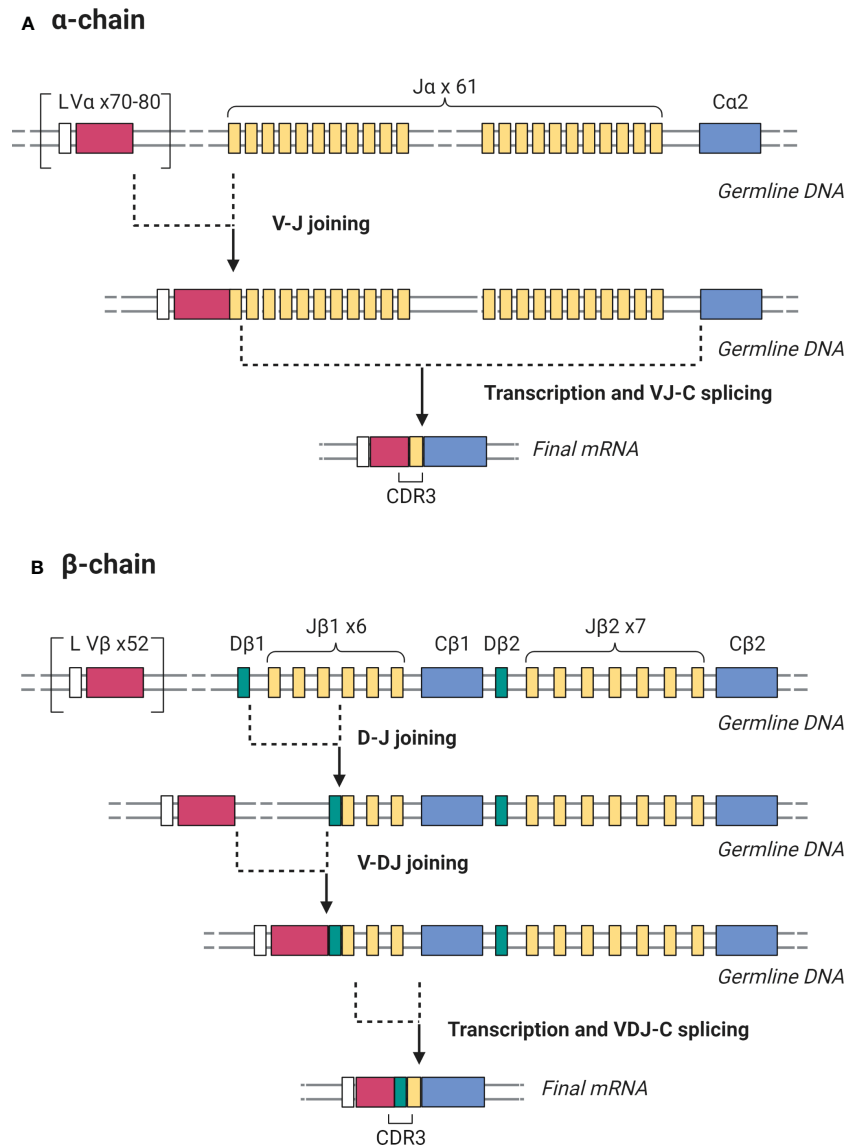 A α-chain
LVα x70-80
Jα x 61
Cα2
Germline DNA
V-J joining
Germline DNA
Transcription and VJ-C splicing
Final mRNA
CDR3
B β-chain
L Vβ x52
Dβ1
Jβ1 x6
Cβ1
Dβ2
Jβ2 x7
Cβ2
Germline DNA
D-J joining
Germline DNA
V-DJ joining
Germline DNA
Transcription and VDJ-C splicing
Final mRNA
CDR3